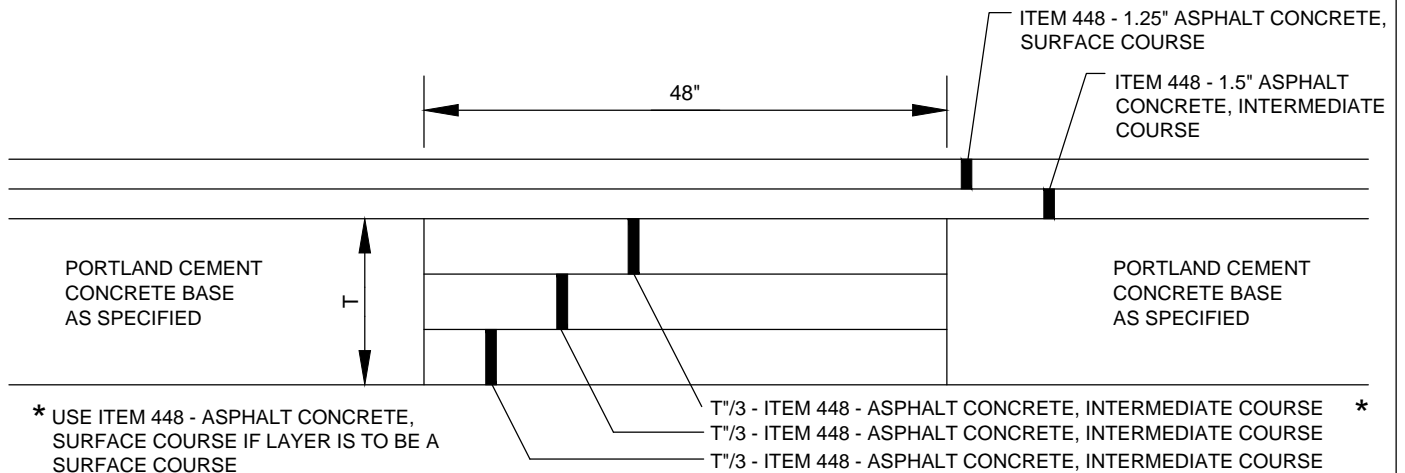 ITEM 448 - 1.25" ASPHALT CONCRETE,
SURFACE COURSE
ITEM 448 - 1.5" ASPHALT
CONCRETE, INTERMEDIATE
COURSE
48"
PORTLAND CEMENT
CONCRETE BASE
AS SPECIFIED
T
PORTLAND CEMENT
CONCRETE BASE
AS SPECIFIED
* USE ITEM 448 - ASPHALT CONCRETE,
SURFACE COURSE IF LAYER IS TO BE A
SURFACE COURSE
T"/3 - ITEM 448 - ASPHALT CONCRETE, INTERMEDIATE COURSE *
T"/3 - ITEM 448 - ASPHALT CONCRETE, INTERMEDIATE COURSE
T"/3 - ITEM 448 - ASPHALT CONCRETE, INTERMEDIATE COURSE